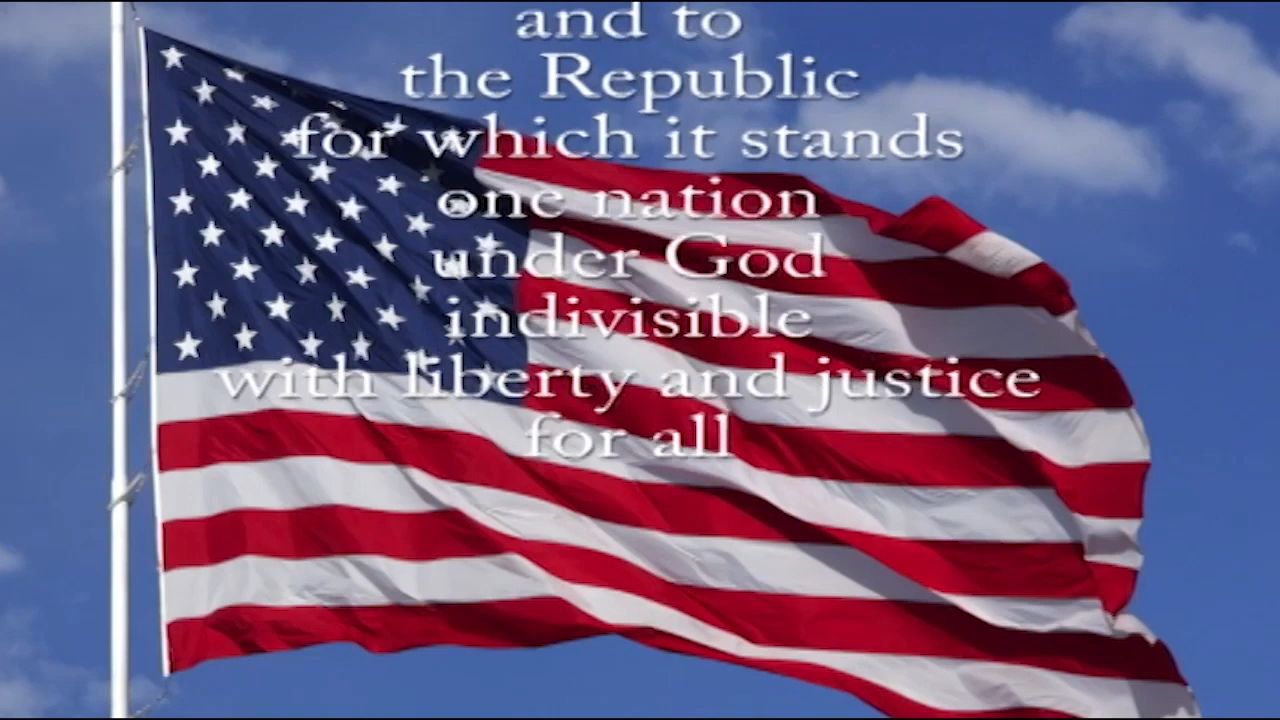 and to
the Republic
for which it stands
one nation
under God
indivisible
with liberty and justice
for all